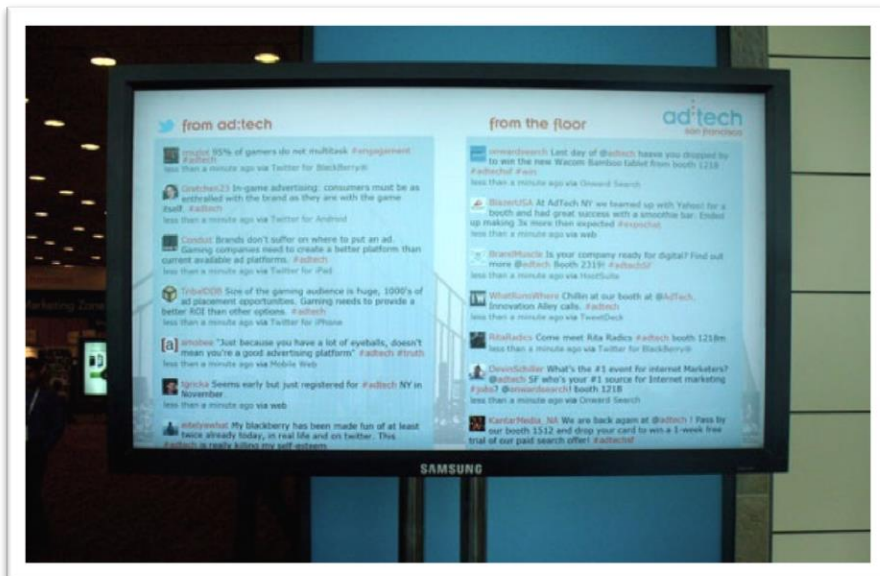 from ad:tech
95% of gamers do not multitask #engagement
#adtech
less than a minute ago via Twitter for BlackBerry®
Gretchen23 In-game advertising: consumers must be as
enthralled with the brand as they are with the game
itself. #adtech
less than a minute ago via Twitter for Android
Conduit Brands don't suffer on where to put an ad.
Gaming companies need to create a better platform than
current available ad platforms. #adtech
less than a minute ago via Twitter for iPad
TribalDDB Size of the gaming audience is huge, 1000's of
ad placement opportunities. Gaming needs to provide a
better ROI than other options. #adtech
less than a minute ago via Twitter for iPhone
[a]
amobee "Just because you have a lot of eyeballs, doesn't
mean you're a good advertising platform" #adtech #truth
less than a minute ago via Mobile Web
tgricka Seems early but just registered for #adtech NY in
November
less than a minute ago via web
My blackberry has been made fun of at least
twice already today, in real life and on twitter. This
#adtech is really killing my self-esteem
from the floor
ad:tech
san francisco
onwardsearch Last day of @adtech haave you dropped by
to win the new Wacom Bamboo tablet from booth 1218
#adtechsf #win
less than a minute ago via Onward Search
BlazerUSA At AdTech NY we teamed up with Yahoo! for a
booth and had great success with a smoothie bar. Ended
up making 3x more than expected #expochat
less than a minute ago via web
BrandMuscle Is your company ready for digital? Find out
more @adtech Booth 2319! #adtechSF
less than a minute ago via HootSuite
WhatRunsWhere Chillin at our booth at @AdTech.
Innovation Alley calls. #adtech
less than a minute ago via TweetDeck
RitaRadics Come meet Rita Radics #adtech booth 1218m
less than a minute ago via Twitter for BlackBerry®
DevinSchiller What's the #1 event for internet Marketers?
@adtech SF who's your #1 source for Internet marketing
#jobs? @onwardsearch! booth 1218
less than a minute ago via Onward Search
KantarMedia_NA We are back again at @adtech ! Pass by
our booth 1512 and drop your card to win a 1-week free
trial of our paid search offer! #adtechsf
SAMSUNG
Marketing Zone